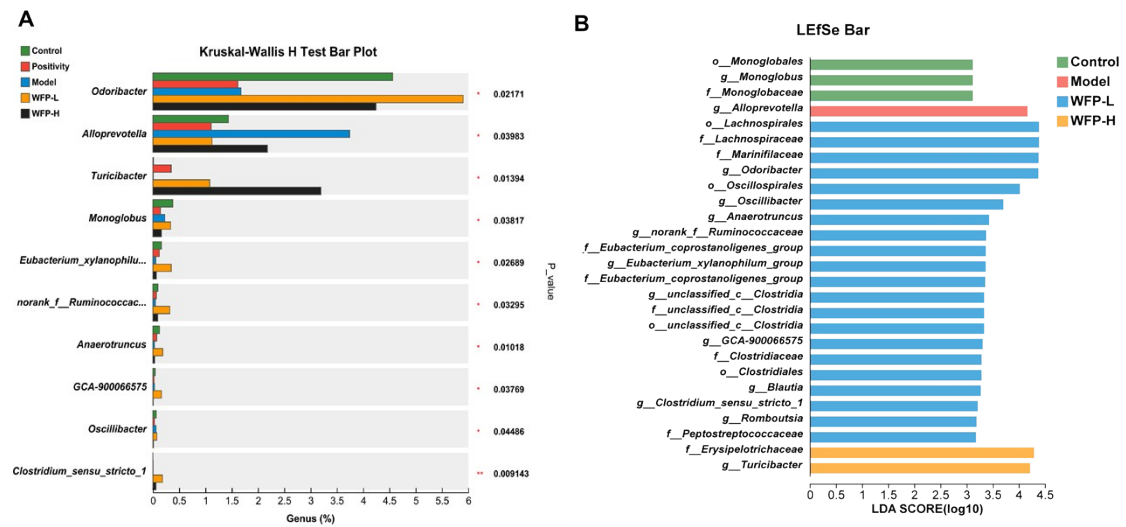 A
Kruskal-Wallis H Test Bar Plot
Control
Positivity
Model
WFP-L
WFP-H
Odoribacter
* 0.02171
Alloprevotella
* 0.03983
Turicibacter
* 0.01394
Monoglobus
* 0.03817
Eubacterium_xylanophilu...
* 0.02689
norank_f__Ruminococcac...
* 0.03295
Anaerotruncus
* 0.01018
GCA-900066575
* 0.03769
Oscillibacter
* 0.04486
Clostridium_sensu_stricto_1
** 0.009143
P_value
0 0.5 1 1.5 2 2.5 3 3.5 4 4.5 5 5.5 6
Genus (%)
B
LEfSe Bar
Control
Model
WFP-L
WFP-H
o__Monoglobales
g__Monoglobus
f__Monoglobaceae
g__Alloprevotella
o__Lachnospirales
f__Lachnospiraceae
f__Marinifilaceae
g__Odoribacter
o__Oscillospirales
g__Oscillibacter
g__Anaerotruncus
g__norank_f__Ruminococcaceae
f__Eubacterium_coprostanoligenes_group
g__Eubacterium_xylanophilum_group
f__Eubacterium_coprostanoligenes_group
g__unclassified_c__Clostridia
f__unclassified_c__Clostridia
o__unclassified_c__Clostridia
g__GCA-900066575
f__Clostridiaceae
o__Clostridiales
g__Blautia
g__Clostridium_sensu_stricto_1
g__Romboutsia
f__Peptostreptococcaceae
f__Erysipelotrichaceae
g__Turicibacter
0 0.5 1 1.5 2 2.5 3 3.5 4 4.5
LDA SCORE(log10)